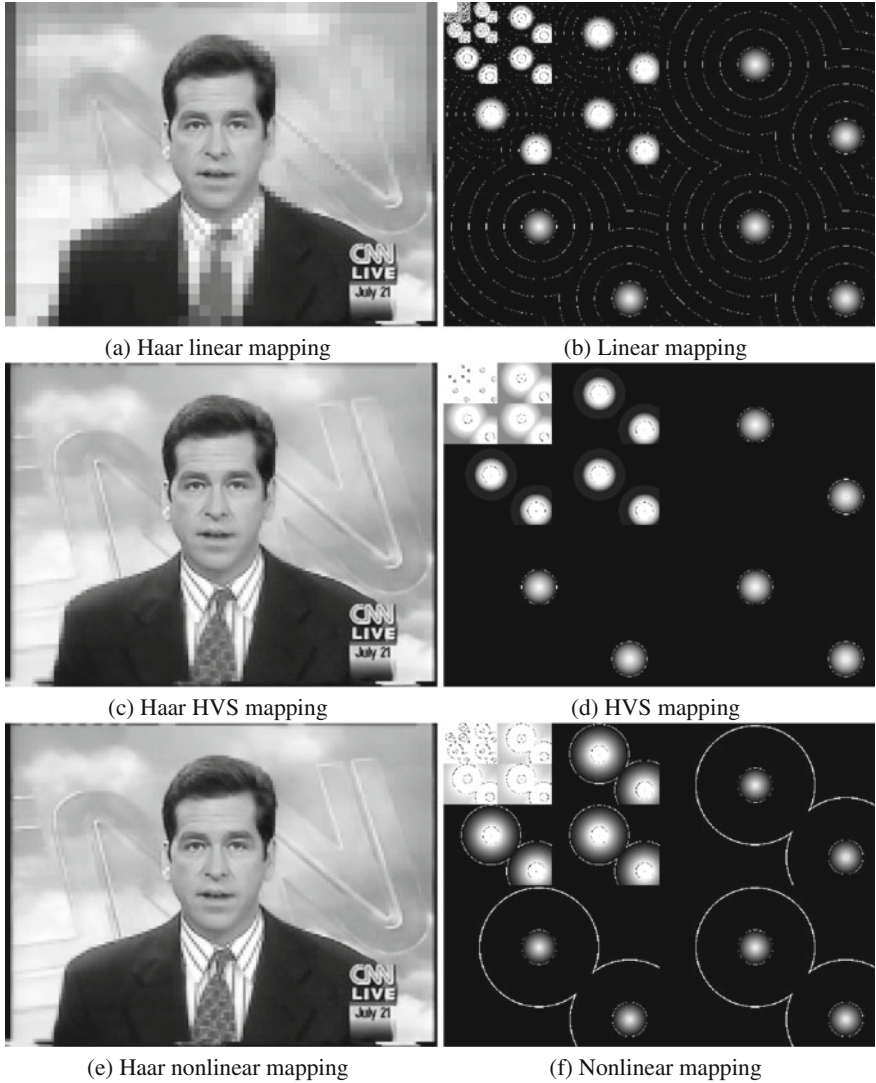 CNN
LIVE
July 21
(a) Haar linear mapping
(b) Linear mapping
CNN
LIVE
July 21
(c) Haar HVS mapping
(d) HVS mapping
CNN
LIVE
July 21
(e) Haar nonlinear mapping
(f) Nonlinear mapping